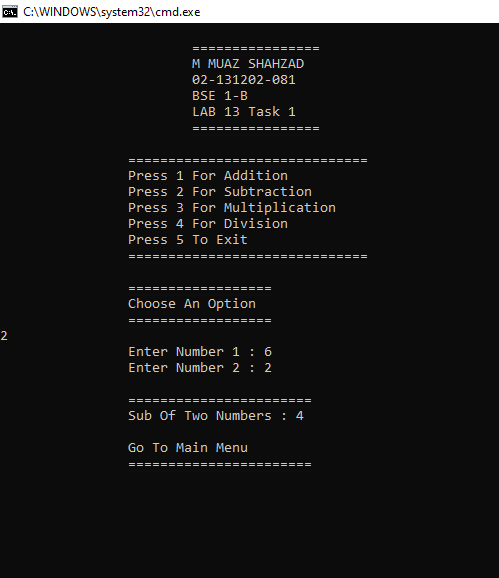 C:\WINDOWS\system32\cmd.exe
================
M MUAZ SHAHZAD
02-131202-081
BSE 1-B
LAB 13 Task 1
================
==============================
Press 1 For Addition
Press 2 For Subtraction
Press 3 For Multiplication
Press 4 For Division
Press 5 To Exit
==============================
==================
Choose An Option
==================
2
Enter Number 1 : 6
Enter Number 2 : 2
=======================
Sub Of Two Numbers : 4
Go To Main Menu
=======================